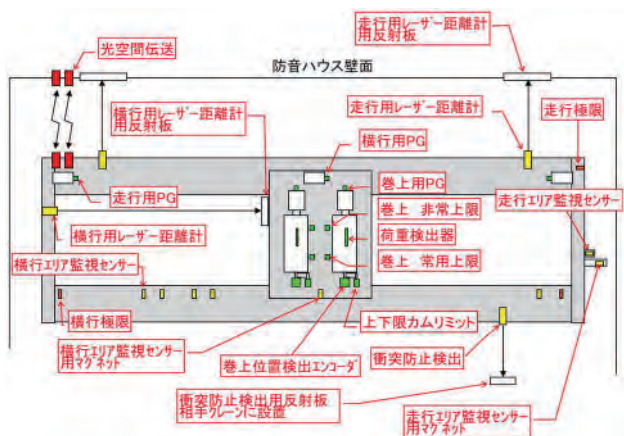 光空間伝送
防音ハウス壁面
走行用レーザー距離計
用反射板
横行用レーザー距離計
用反射板
走行用レーザー距離計
走行極限
横行用PG
走行用PG
巻上用PG
走行エリア監視センサー
巻上 非常上限
横行用レーザー距離計
荷重検出器
横行エリア監視センサー
巻上 常用上限
横行極限
上下限カムリミット
横行エリア監視センサー
用マグネット
巻上位置検出エンコーダ
衝突防止検出
衝突防止検出用反射板
相手クレーンに設置
走行エリア監視センサー
用マグネット